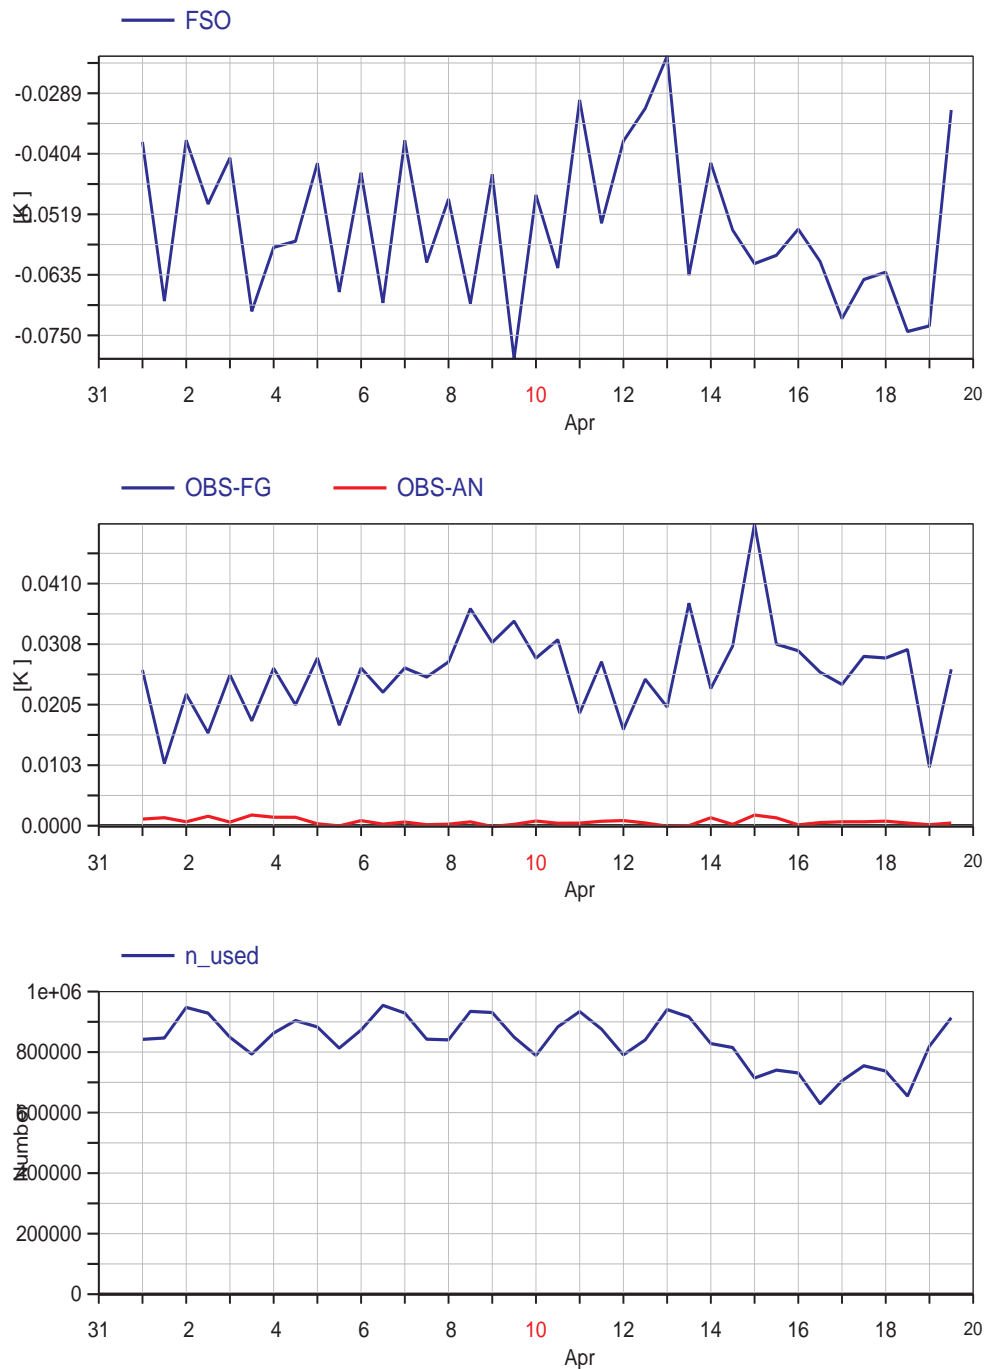 FSO
-0.0289
-0.0404
-0.0519
-0.0635
-0.0750
[K ]
31 2 4 6 8 10 12 14 16 18 20
Apr
OBS-FG OBS-AN
0.0410
0.0308
0.0205
0.0103
0.0000
[K ]
31 2 4 6 8 10 12 14 16 18 20
Apr
n_used
1e+06
800000
600000
400000
200000
0
Number
31 2 4 6 8 10 12 14 16 18 20
Apr